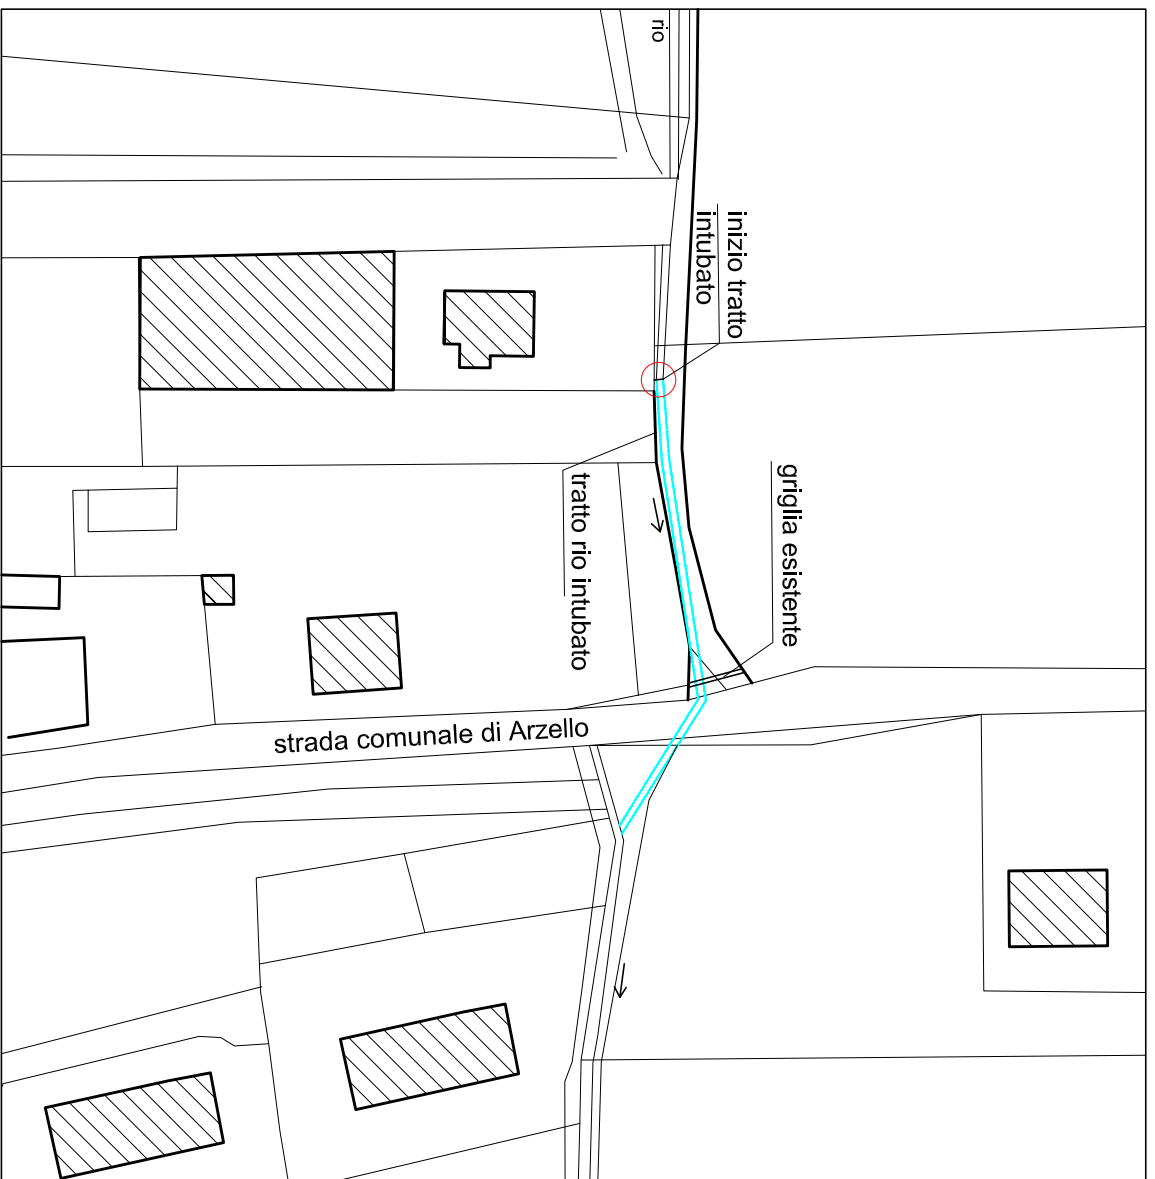 rio
inizio tratto
intubato
griglia esistente
tratto rio intubato
strada comunale di Arzello